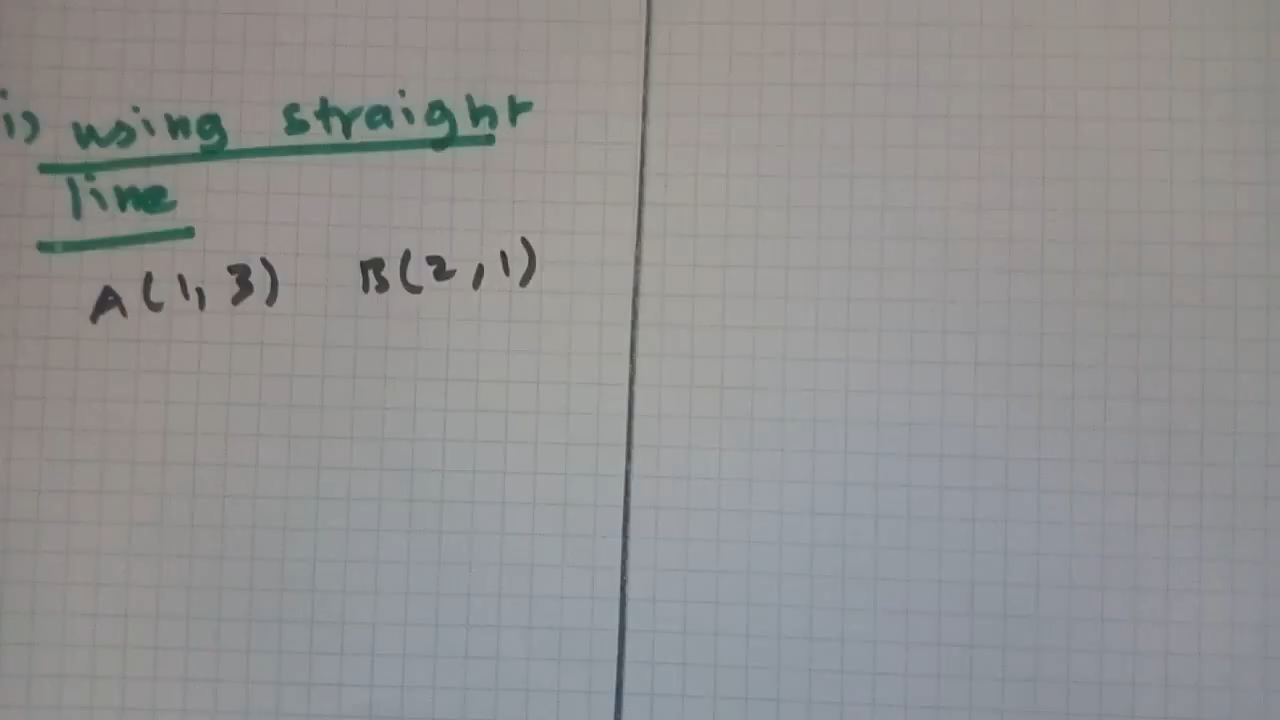 i) using straight
line
A(1, 3) B(2, 1)